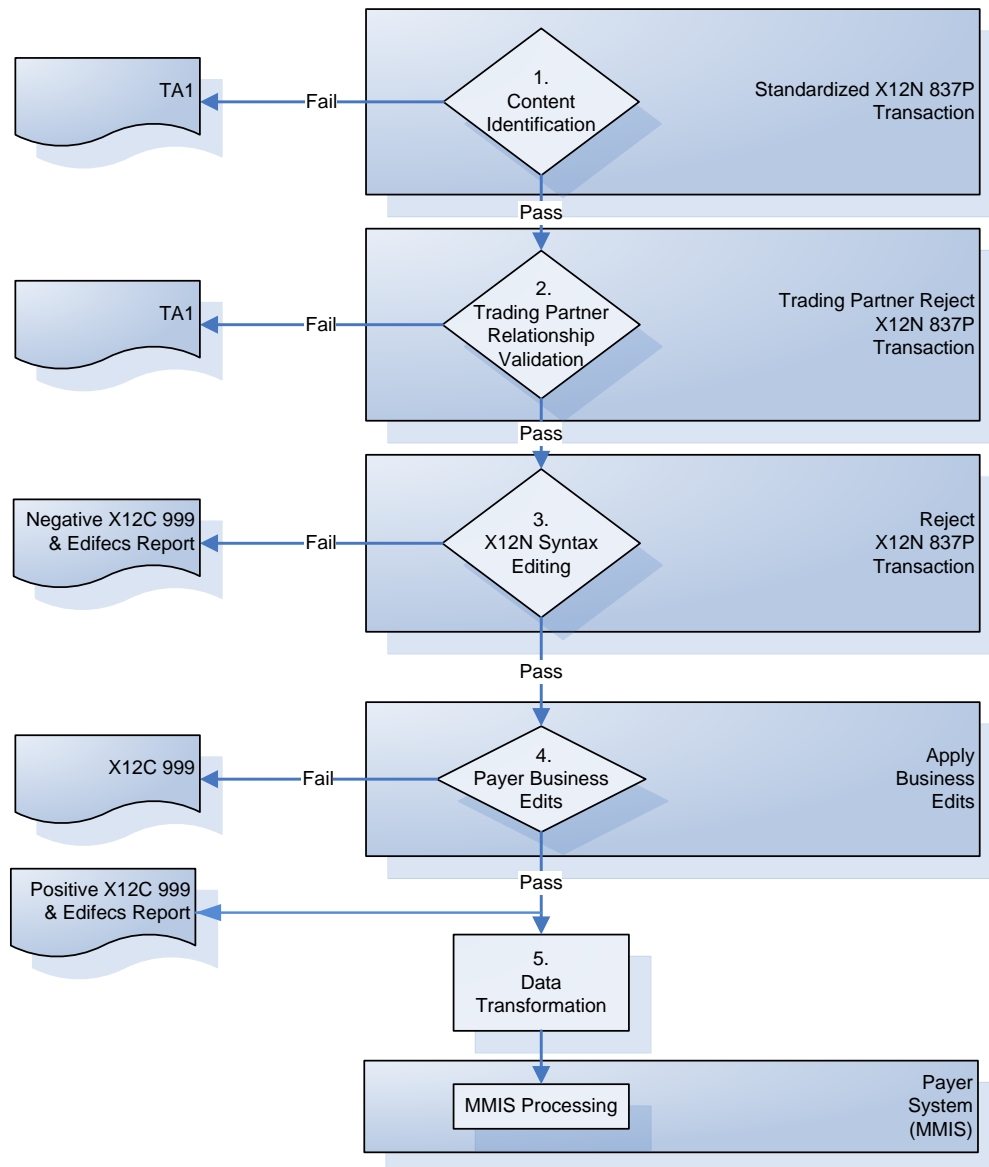 TA1
Fail
1.
Content
Identification
Standardized X12N 837P
Transaction
Pass
TA1
Fail
2.
Trading Partner
Relationship
Validation
Trading Partner Reject
X12N 837P
Transaction
Pass
Negative X12C 999
& Edifecs Report
Fail
3.
X12N Syntax
Editing
Reject
X12N 837P
Transaction
Pass
X12C 999
Fail
4.
Payer Business
Edits
Apply
Business
Edits
Pass
Positive X12C 999
& Edifecs Report
5.
Data
Transformation
MMIS Processing
Payer
System
(MMIS)